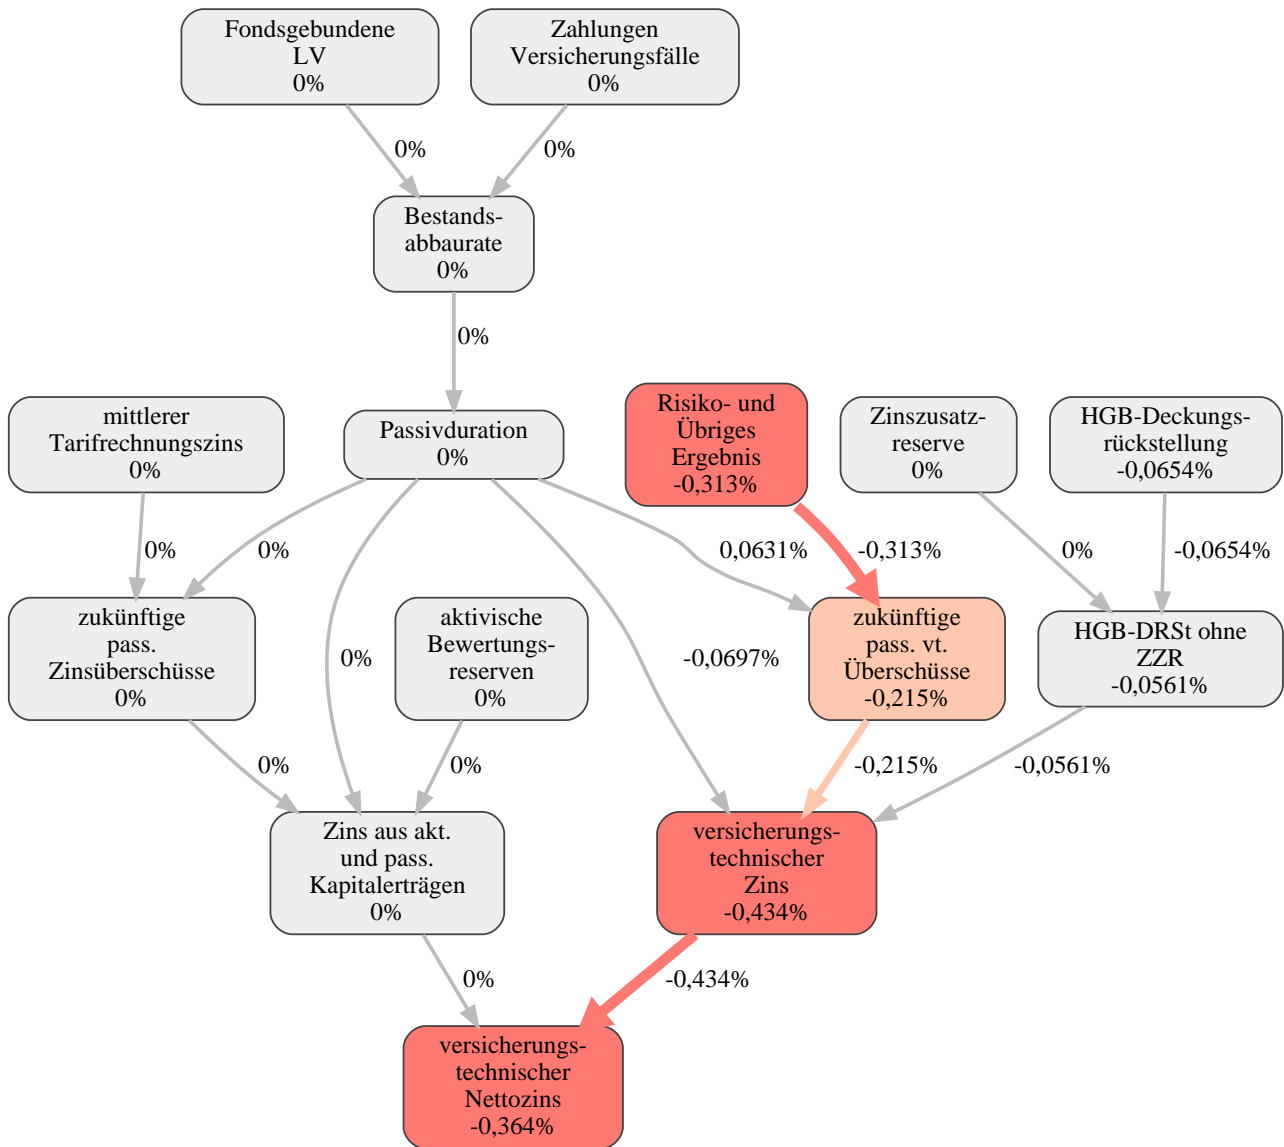 Fondsgebundene
LV
0%
Zahlungen
Versicherungsfälle
0%
0%
0%
Bestands-
abbaurate
0%
0%
mittlerer
Tarifrechnungszins
0%
Passivduration
0%
Risiko- und
Übriges
Ergebnis
-0,313%
Zinszusatz-
reserve
0%
HGB-Deckungs-
rückstellung
-0,0654%
0%
0%
0,0631%
-0,313%
0%
-0,0654%
zukünftige
pass.
Zinsüberschüsse
0%
0%
aktivische
Bewertungs-
reserven
0%
-0,0697%
zukünftige
pass. vt.
Überschüsse
-0,215%
HGB-DRSt ohne
ZZR
-0,0561%
0%
0%
-0,215%
-0,0561%
Zins aus akt.
und pass.
Kapitalerträgen
0%
versicherungs-
technischer
Zins
-0,434%
0%
-0,434%
versicherungs-
technischer
Nettozins
-0,364%